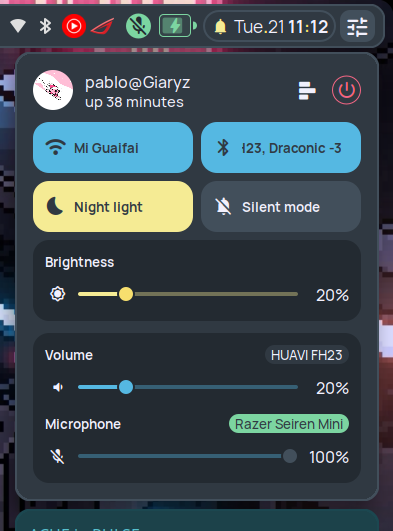 Tue.21 11:12
pablo@Giaryz
up 38 minutes
Mi Guaifai
123, Draconic -3
Night light
Silent mode
Brightness
20%
Volume
HUAVI FH23
20%
Microphone
Razer Seiren Mini
100%